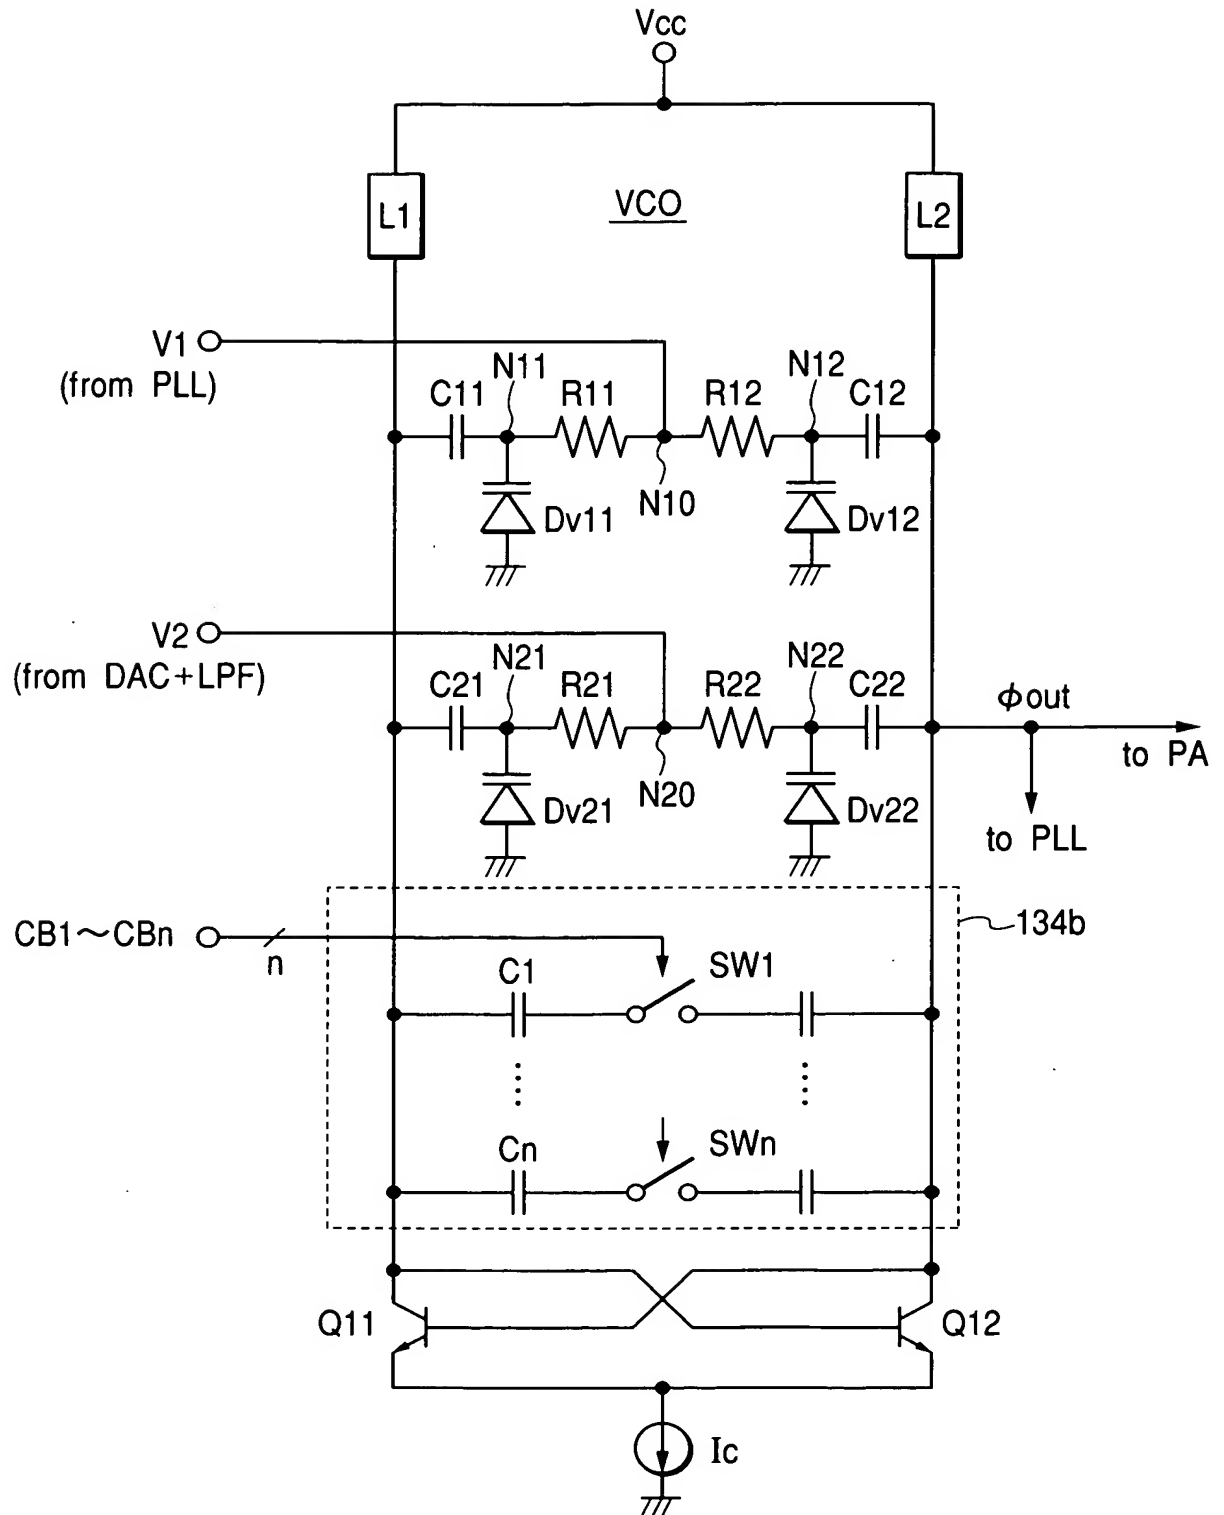 Vcc
L1
VCO
L2
V1
(from PLL)
N11
N12
C11
R11
R12
C12
N10
Dv11
Dv12
V2
(from DAC+LPF)
N21
N22
C21
R21
R22
C22
ϕout
to PA
N20
Dv21
Dv22
to PLL
CB1~CBn
n
134b
C1
SW1
Cn
SWn
Q11
Q12
Ic